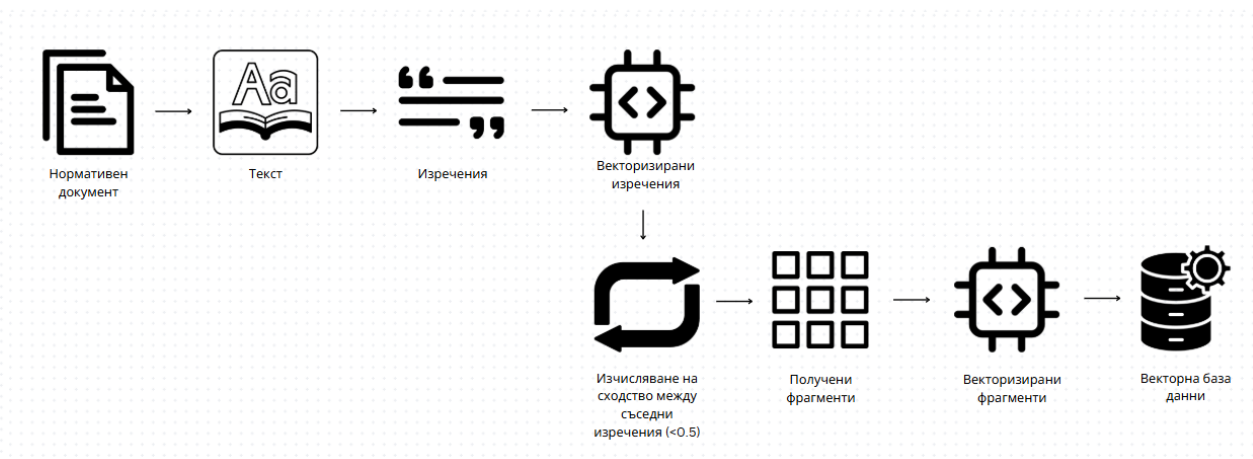 Aa
Нормативен
документ
Текст
Изречения
Векторизирани
изречения
Изчисляване на
сходство между
съседни
изречения (<0.5)
Получени
фрагменти
Векторизирани
фрагменти
Векторна база
данни